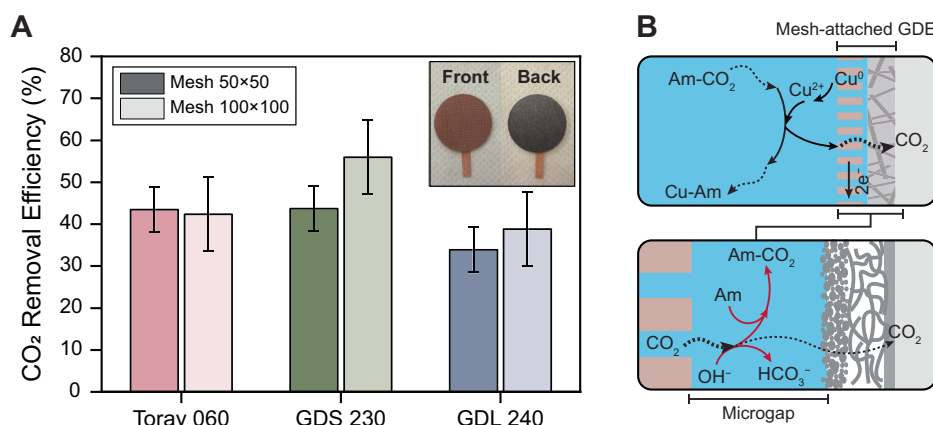 A
CO₂ Removal Efficiency (%)
80
70
60
50
40
30
20
10
0
Mesh 50×50
Mesh 100×100
Front
Back
Toray 060
GDS 230
GDL 240
B
Mesh-attached GDE
Am-CO₂
Cu²⁺
Cu⁰
CO₂
Cu-Am
2e⁻
Am-CO₂
Am
CO₂
CO₂
OH⁻
HCO₃⁻
Microgap